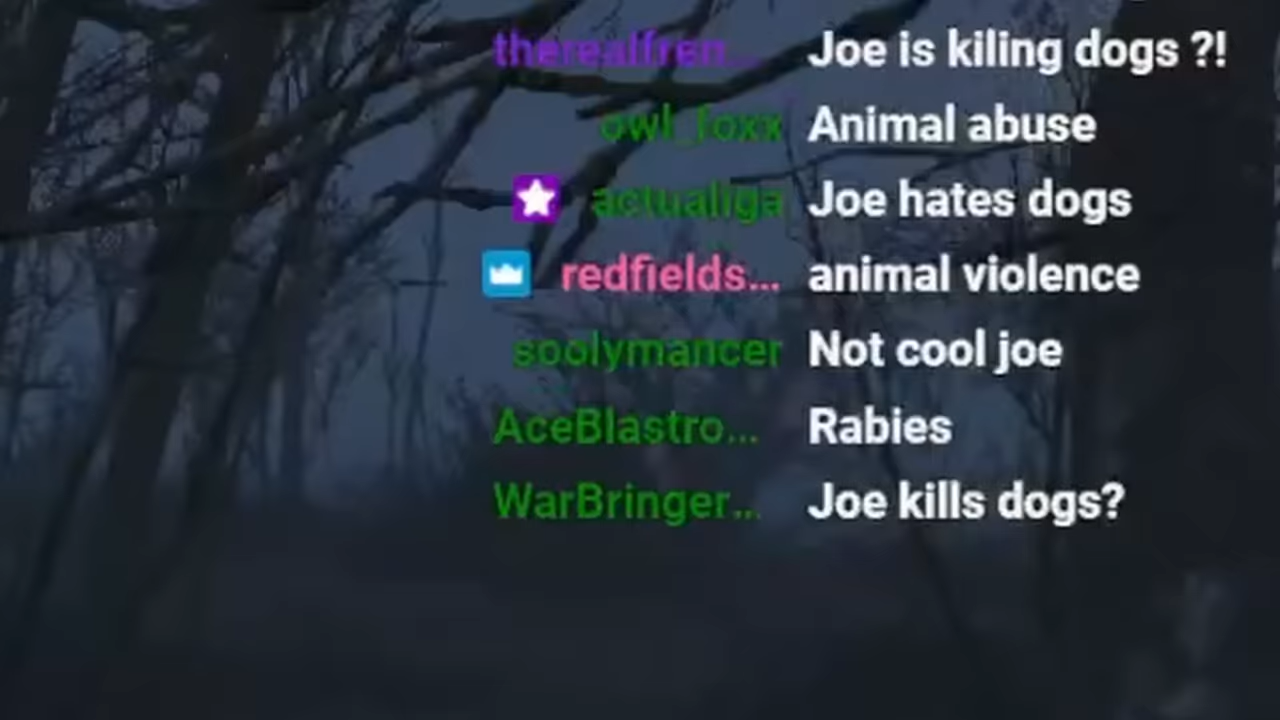 therealfren... Joe is kiling dogs ?!
owl_foxx Animal abuse
actualiga Joe hates dogs
redfields... animal violence
soolymancer Not cool joe
AceBlastro... Rabies
WarBringer... Joe kills dogs?